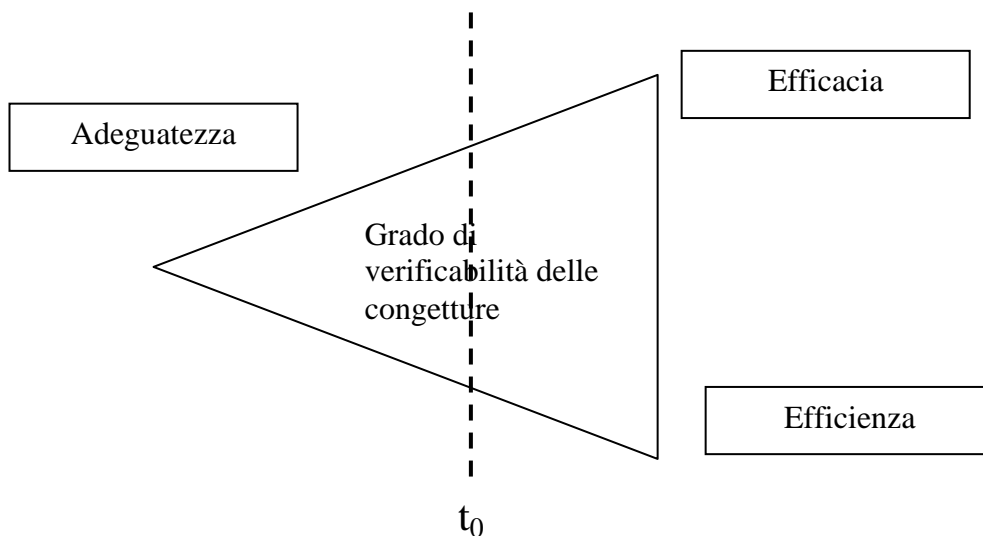 Efficacia
Adeguatezza
Grado di
verificabilità delle
congetture
Efficienza
t₀